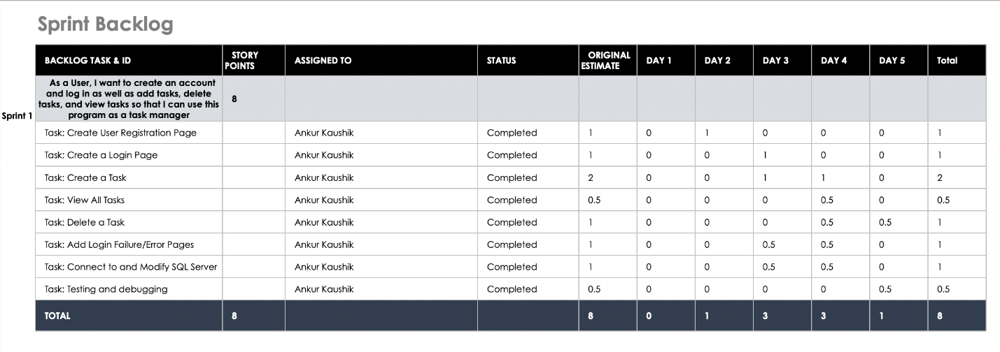 Sprint Backlog
BACKLOG TASK & ID STORY POINTS ASSIGNED TO STATUS ORIGINAL ESTIMATE DAY 1 DAY 2 DAY 3 DAY 4 DAY 5 Total
As a User, I want to create an account
and log in as well as add tasks, delete
tasks, and view tasks so that I can use this
program as a task manager
8
Sprint 1
Task: Create User Registration Page Ankur Kaushik Completed 1 0 1 0 0 0 1
Task: Create a Login Page Ankur Kaushik Completed 1 0 0 1 0 0 1
Task: Create a Task Ankur Kaushik Completed 2 0 0 1 1 0 2
Task: View All Tasks Ankur Kaushik Completed 0.5 0 0 0 0.5 0 0.5
Task: Delete a Task Ankur Kaushik Completed 1 0 0 0 0.5 0.5 1
Task: Add Login Failure/Error Pages Ankur Kaushik Completed 1 0 0 0.5 0.5 0 1
Task: Connect to and Modify SQL Server Ankur Kaushik Completed 1 0 0 0.5 0.5 0 1
Task: Testing and debugging Ankur Kaushik Completed 0.5 0 0 0 0 0.5 0.5
TOTAL 8 8 0 1 3 3 1 8